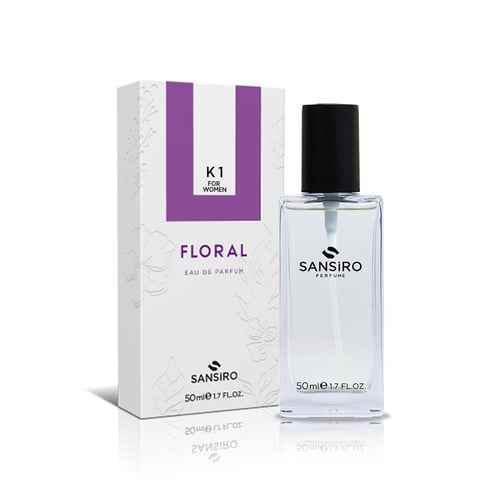 K1
FOR
WOMEN
FLORAL
EAU DE PARFUM
SANSiRO
50ml e 1.7 FL.OZ.
SANSiRO
PERFUME
50ml e 1.7 FL.OZ.